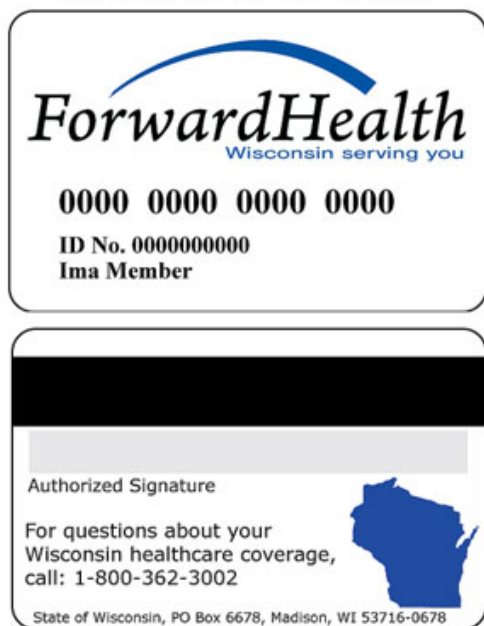 ForwardHealth
Wisconsin serving you
0000 0000 0000 0000
ID No. 0000000000
Ima Member
Authorized Signature
For questions about your
Wisconsin healthcare coverage,
call: 1-800-362-3002
State of Wisconsin, PO Box 6678, Madison, WI 53716-0678